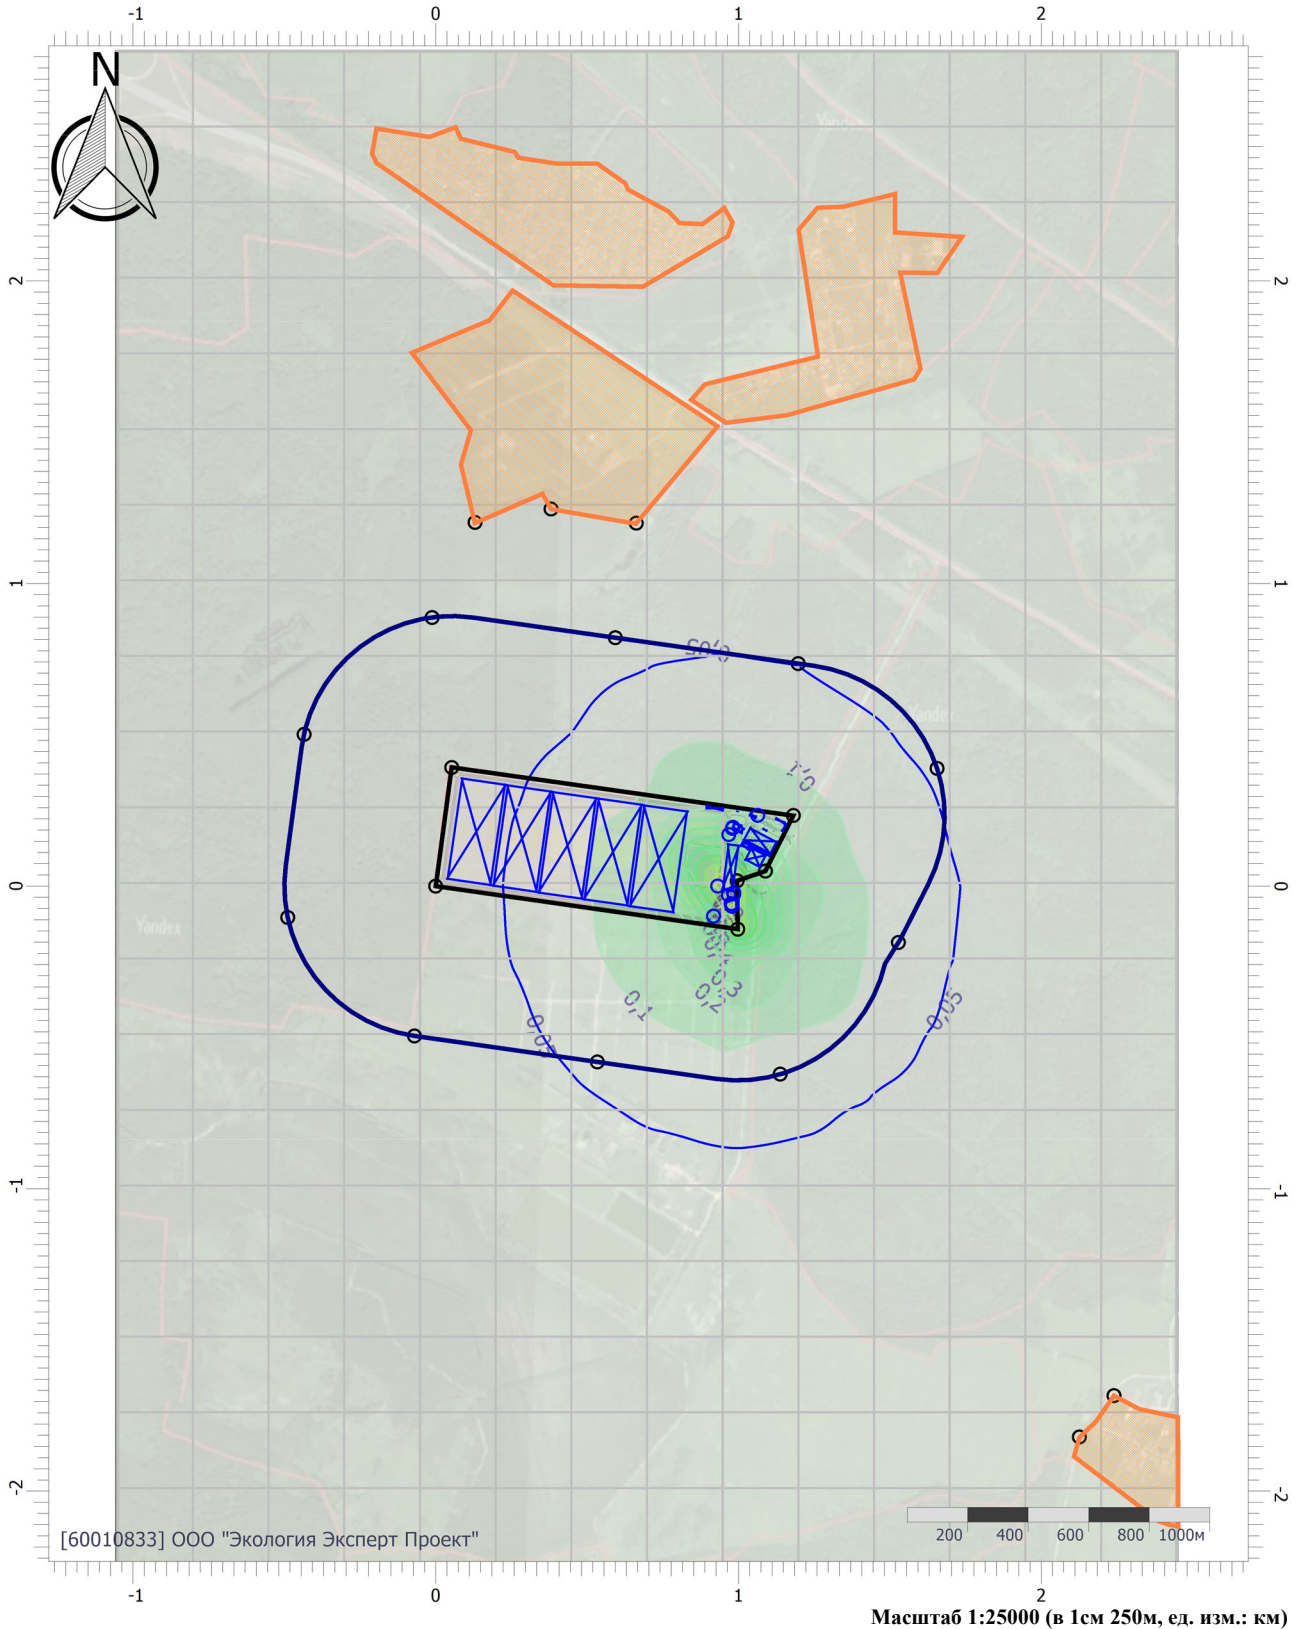 -1 0 1 2
N
Yandex
2 2
1 1
0,05
Yandex
0,1
0 0
Yandex
0,3
0,2
0,1
0,05
0,05
-1 -1
-2 -2
200 400 600 800 1000м
[60010833] ООО "Экология Эксперт Проект"
-1 0 1 2
Масштаб 1:25000 (в 1см 250м, ед. изм.: км)